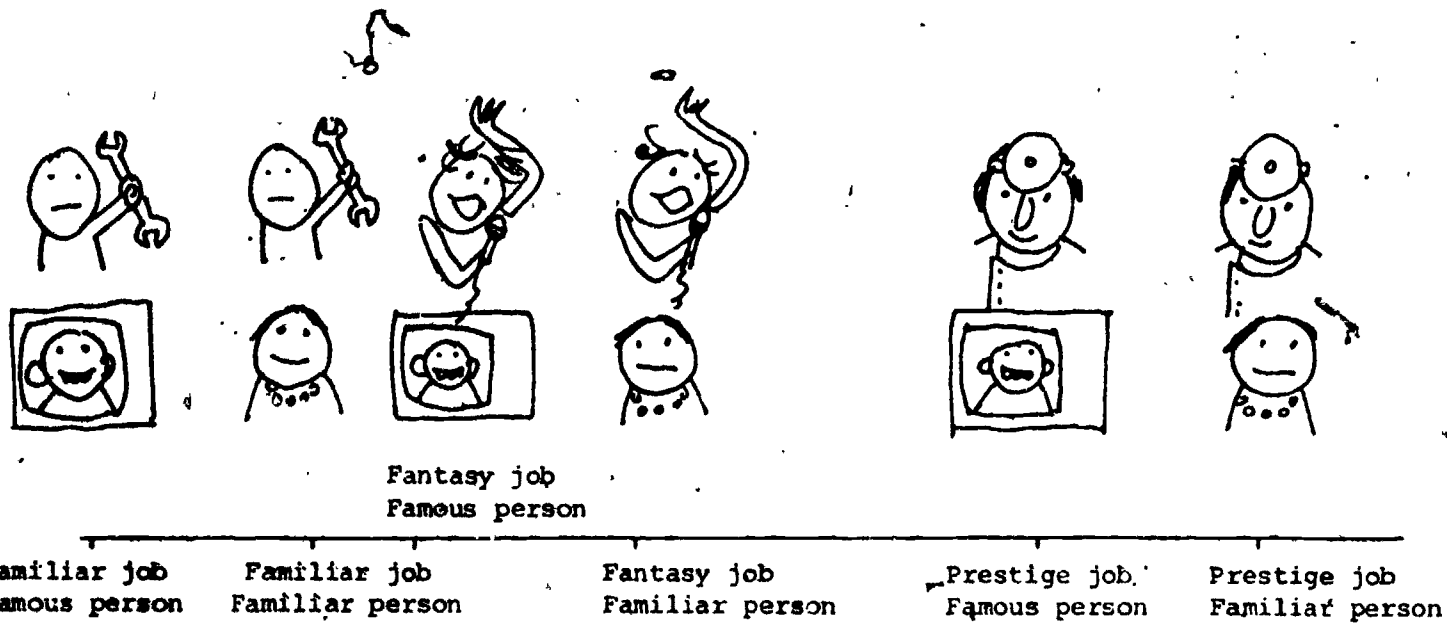 Fantasy job
Famous person
amiliar job
amous person
Familiar job
Familiar person
Fantasy job
Familiar person
Prestige job.
Famous person
Prestige job
Familiar person